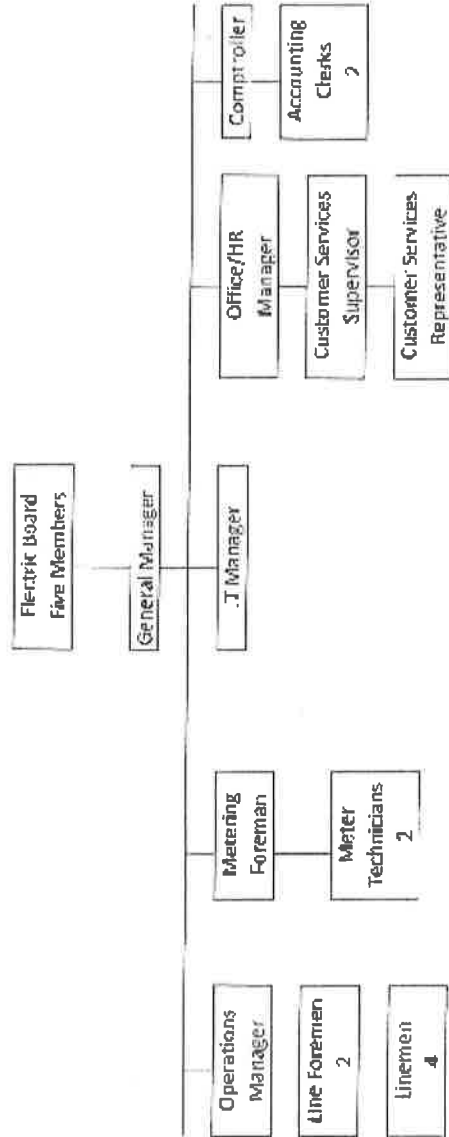 Electric Board
Five Members
General Manager
Operations
Manager
Line Foremen
2
Linemen
4
Metering
Foreman
Meter
Technicians
2
.T Manager
Office/HR
Manager
Customer Services
Supervisor
Customer Services
Representative
Comptroller
Accounting
Clerks
2